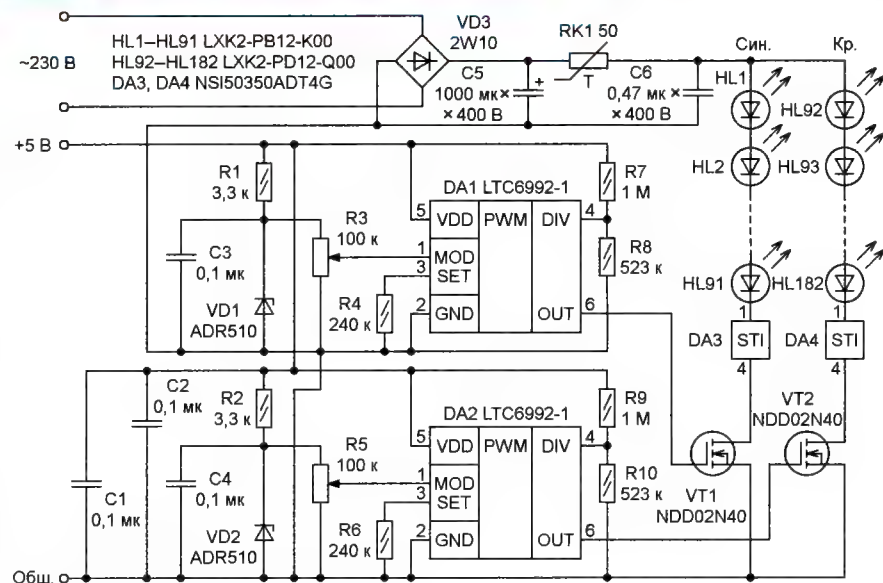 ~230 В
HL1–HL91 LXK2-PB12-K00
HL92–HL182 LXK2-PD12-Q00
DA3, DA4 NSI50350ADT4G
VD3
2W10
C5
1000 мк×
×400 В
+
RK1 50
T
C6
0,47 мк×
×400 В
Син.
Кр.
HL1
HL92
HL2
HL93
HL91
HL182
+5 В
R1
3,3 к
C3
0,1 мк
VD1
ADR510
R3
100 к
R4
240 к
DA1 LTC6992-1
5
VDD
PWM
DIV
4
1
MOD
3
SET
2
GND
OUT
6
R7
1 М
R8
523 к
1
DA3
STI
4
1
DA4
STI
4
C2
0,1 мк
C1
0,1 мк
R2
3,3 к
C4
0,1 мк
VD2
ADR510
R5
100 к
R6
240 к
DA2 LTC6992-1
5
VDD
PWM
DIV
4
1
MOD
3
SET
2
GND
OUT
6
R9
1 М
R10
523 к
VT2
NDD02N40
VT1
NDD02N40
Общ.